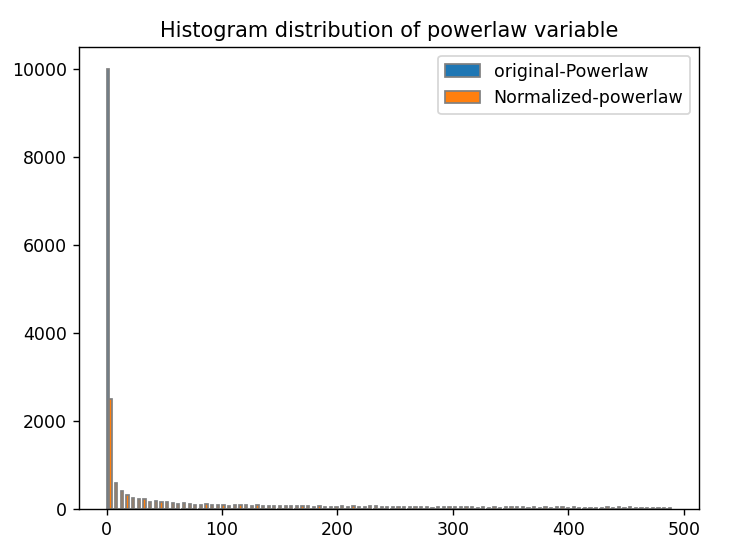 Histogram distribution of powerlaw variable
original-Powerlaw
Normalized-powerlaw
10000
8000
6000
4000
2000
0
0 100 200 300 400 500